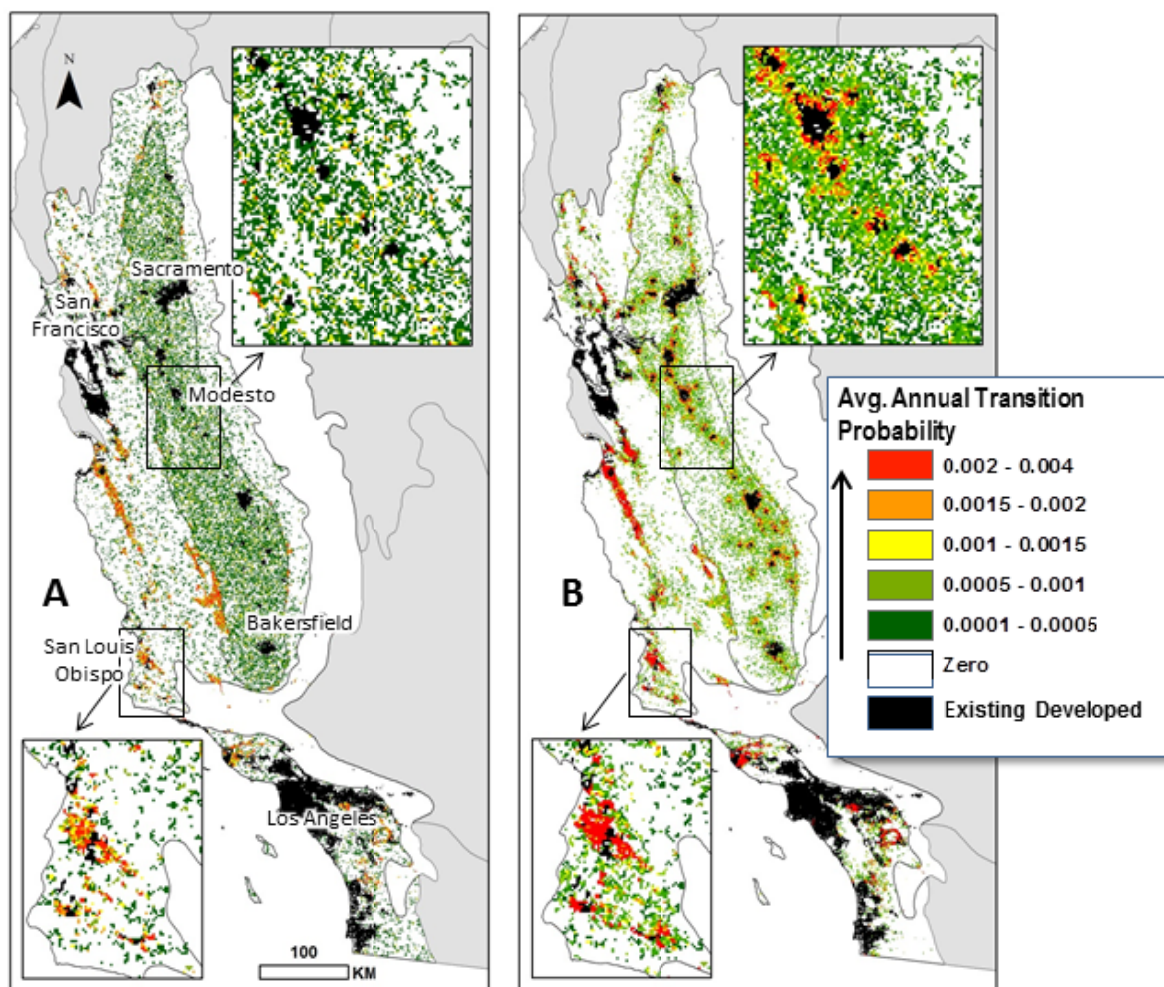 N
Sacramento
San
Francisco
Modesto
A
Bakersfield
San Louis
Obispo
Los Angeles
100
KM
B
Avg. Annual Transition
Probability
0.002 - 0.004
0.0015 - 0.002
0.001 - 0.0015
0.0005 - 0.001
0.0001 - 0.0005
Zero
Existing Developed